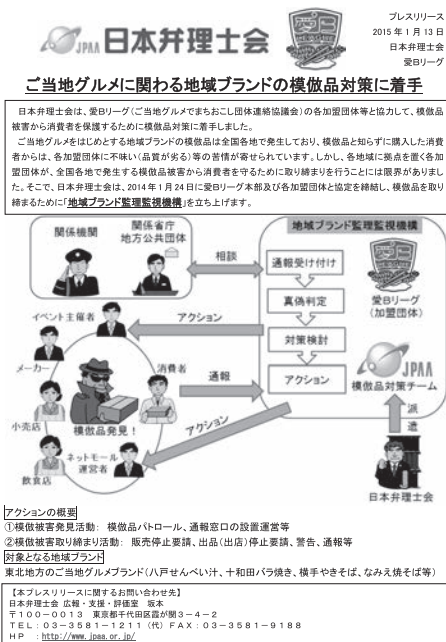 プレスリリース
2015年1月13日
日本弁理士会
愛Bリーグ
JPAA 日本弁理士会
ご当地グルメに関わる地域ブランドの模倣品対策に着手
日本弁理士会は、愛Bリーグ(ご当地グルメでまちおこし団体連絡協議会)の各加盟団体等と協力して、模倣品
被害から消費者を保護するために模倣品対策に着手しました。
ご当地グルメをはじめとする地域ブランドの模倣品は全国各地で発生しており、模倣品と知らずに購入した消費
者からは、各加盟団体に不味い(品質が劣る)等の苦情が寄せられています。しかし、各地域に拠点を置く各加
盟団体が、全国各地で発生する模倣品被害から消費者を守るために取り締まりを行うことには限界がありまし
た。そこで、日本弁理士会は、2014年1月24日に愛Bリーグ本部及び各加盟団体と協定を締結し、模倣品を取り
締まるために「地域ブランド監理監視機構」を立ち上げます。
関係機関
関係省庁
地方公共団体
相談
地域ブランド監理監視機構
通報受け付け
真偽判定
対策検討
アクション
愛Bリーグ
(加盟団体)
JPAA
模倣品対策チーム
派遣
日本弁理士会
イベント主催者
アクション
メーカー
消費者
通報
小売店
模倣品発見!
アクション
ネットモール
運営者
飲食店
アクションの概要
①模倣被害発見活動: 模倣品パトロール、通報窓口の設置運営等
②模倣被害取り締まり活動: 販売停止要請、出品(出店)停止要請、警告、通報等
対象となる地域ブランド
東北地方のご当地グルメブランド(八戸せんべい汁、十和田バラ焼き、横手やきそば、なみえ焼そば等)
【本プレスリリースに関するお問い合わせ先】
日本弁理士会 広報・支援・評価室 坂本
〒100-0013 東京都千代田区霞が関3-4-2
TEL:03-3581-1211(代)FAX:03-3581-9188
HP :http://www.jpaa.or.jp/